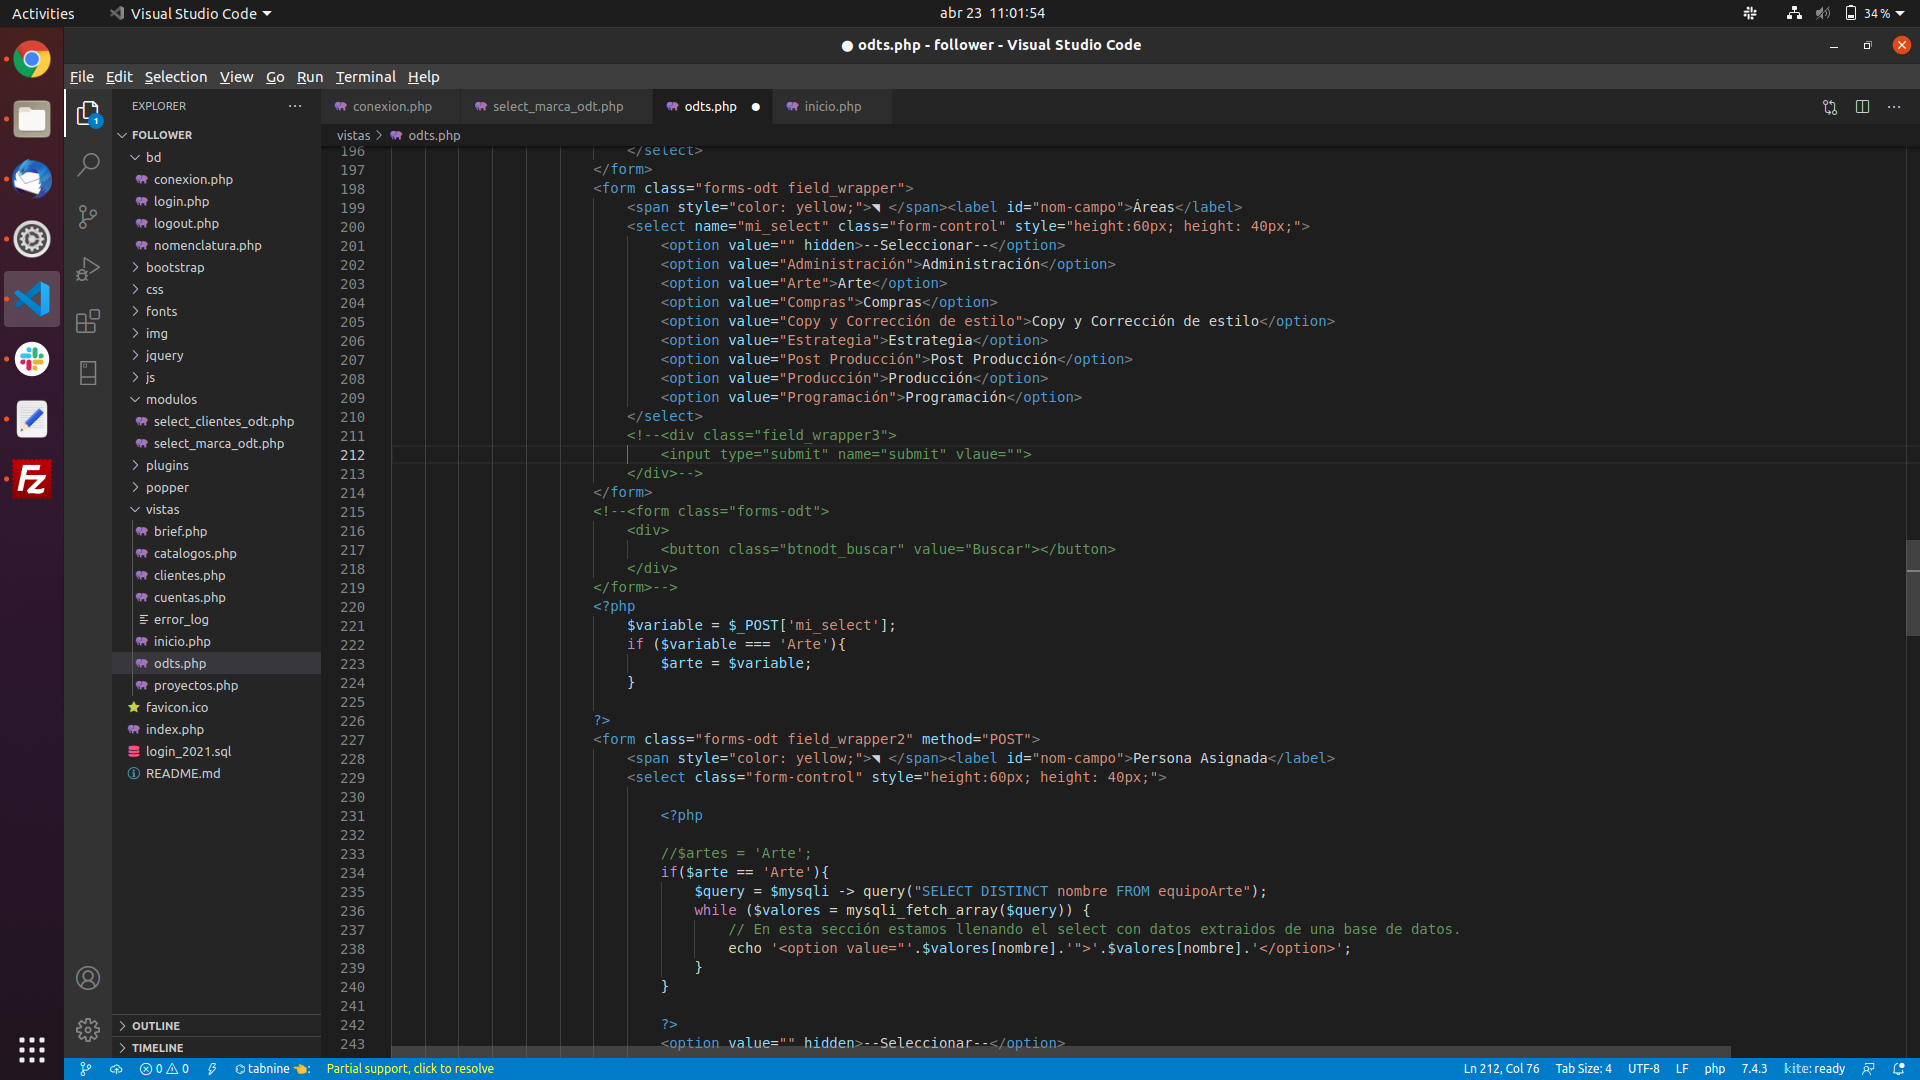 Activities
Visual Studio Code
abr 23 11:01:54
34 %
● odts.php - follower - Visual Studio Code
File Edit Selection View Go Run Terminal Help
EXPLORER
FOLLOWER
bd
conexion.php
login.php
logout.php
nomenclatura.php
bootstrap
css
fonts
img
jquery
js
modulos
select_clientes_odt.php
select_marca_odt.php
plugins
popper
vistas
brief.php
catalogos.php
clientes.php
cuentas.php
error_log
inicio.php
odts.php
proyectos.php
favicon.ico
index.php
login_2021.sql
README.md
OUTLINE
TIMELINE
1
conexion.php
select_marca_odt.php
odts.php
inicio.php
vistas > odts.php
196 </select>
197 </form>
198 <form class="forms-odt field_wrapper">
199 <span style="color: yellow;">◥ </span><label id="nom-campo">Áreas</label>
200 <select name="mi_select" class="form-control" style="height:60px; height: 40px;">
201 <option value="" hidden>--Seleccionar--</option>
202 <option value="Administración">Administración</option>
203 <option value="Arte">Arte</option>
204 <option value="Compras">Compras</option>
205 <option value="Copy y Corrección de estilo">Copy y Corrección de estilo</option>
206 <option value="Estrategia">Estrategia</option>
207 <option value="Post Producción">Post Producción</option>
208 <option value="Producción">Producción</option>
209 <option value="Programación">Programación</option>
210 </select>
211 <!--<div class="field_wrapper3">
212 <input type="submit" name="submit" vlaue="">
213 </div>-->
214 </form>
215 <!--<form class="forms-odt">
216 <div>
217 <button class="btnodt_buscar" value="Buscar"></button>
218 </div>
219 </form>-->
220 <?php
221 $variable = $_POST['mi_select'];
222 if ($variable === 'Arte'){
223 $arte = $variable;
224 }
225
226 ?>
227 <form class="forms-odt field_wrapper2" method="POST">
228 <span style="color: yellow;">◥ </span><label id="nom-campo">Persona Asignada</label>
229 <select class="form-control" style="height:60px; height: 40px;">
230
231 <?php
232
233 //$artes = 'Arte';
234 if($arte == 'Arte'){
235 $query = $mysqli -> query("SELECT DISTINCT nombre FROM equipoArte");
236 while ($valores = mysqli_fetch_array($query)) {
237 // En esta sección estamos llenando el select con datos extraidos de una base de datos.
238 echo '<option value="'.$valores[nombre].'">'.$valores[nombre].'</option>';
239 }
240 }
241
242 ?>
243 <option value="" hidden>--Seleccionar--</option>
0 0 tabnine : Partial support, click to resolve
Ln 212, Col 76 Tab Size: 4 UTF-8 LF php 7.4.3 kite: ready